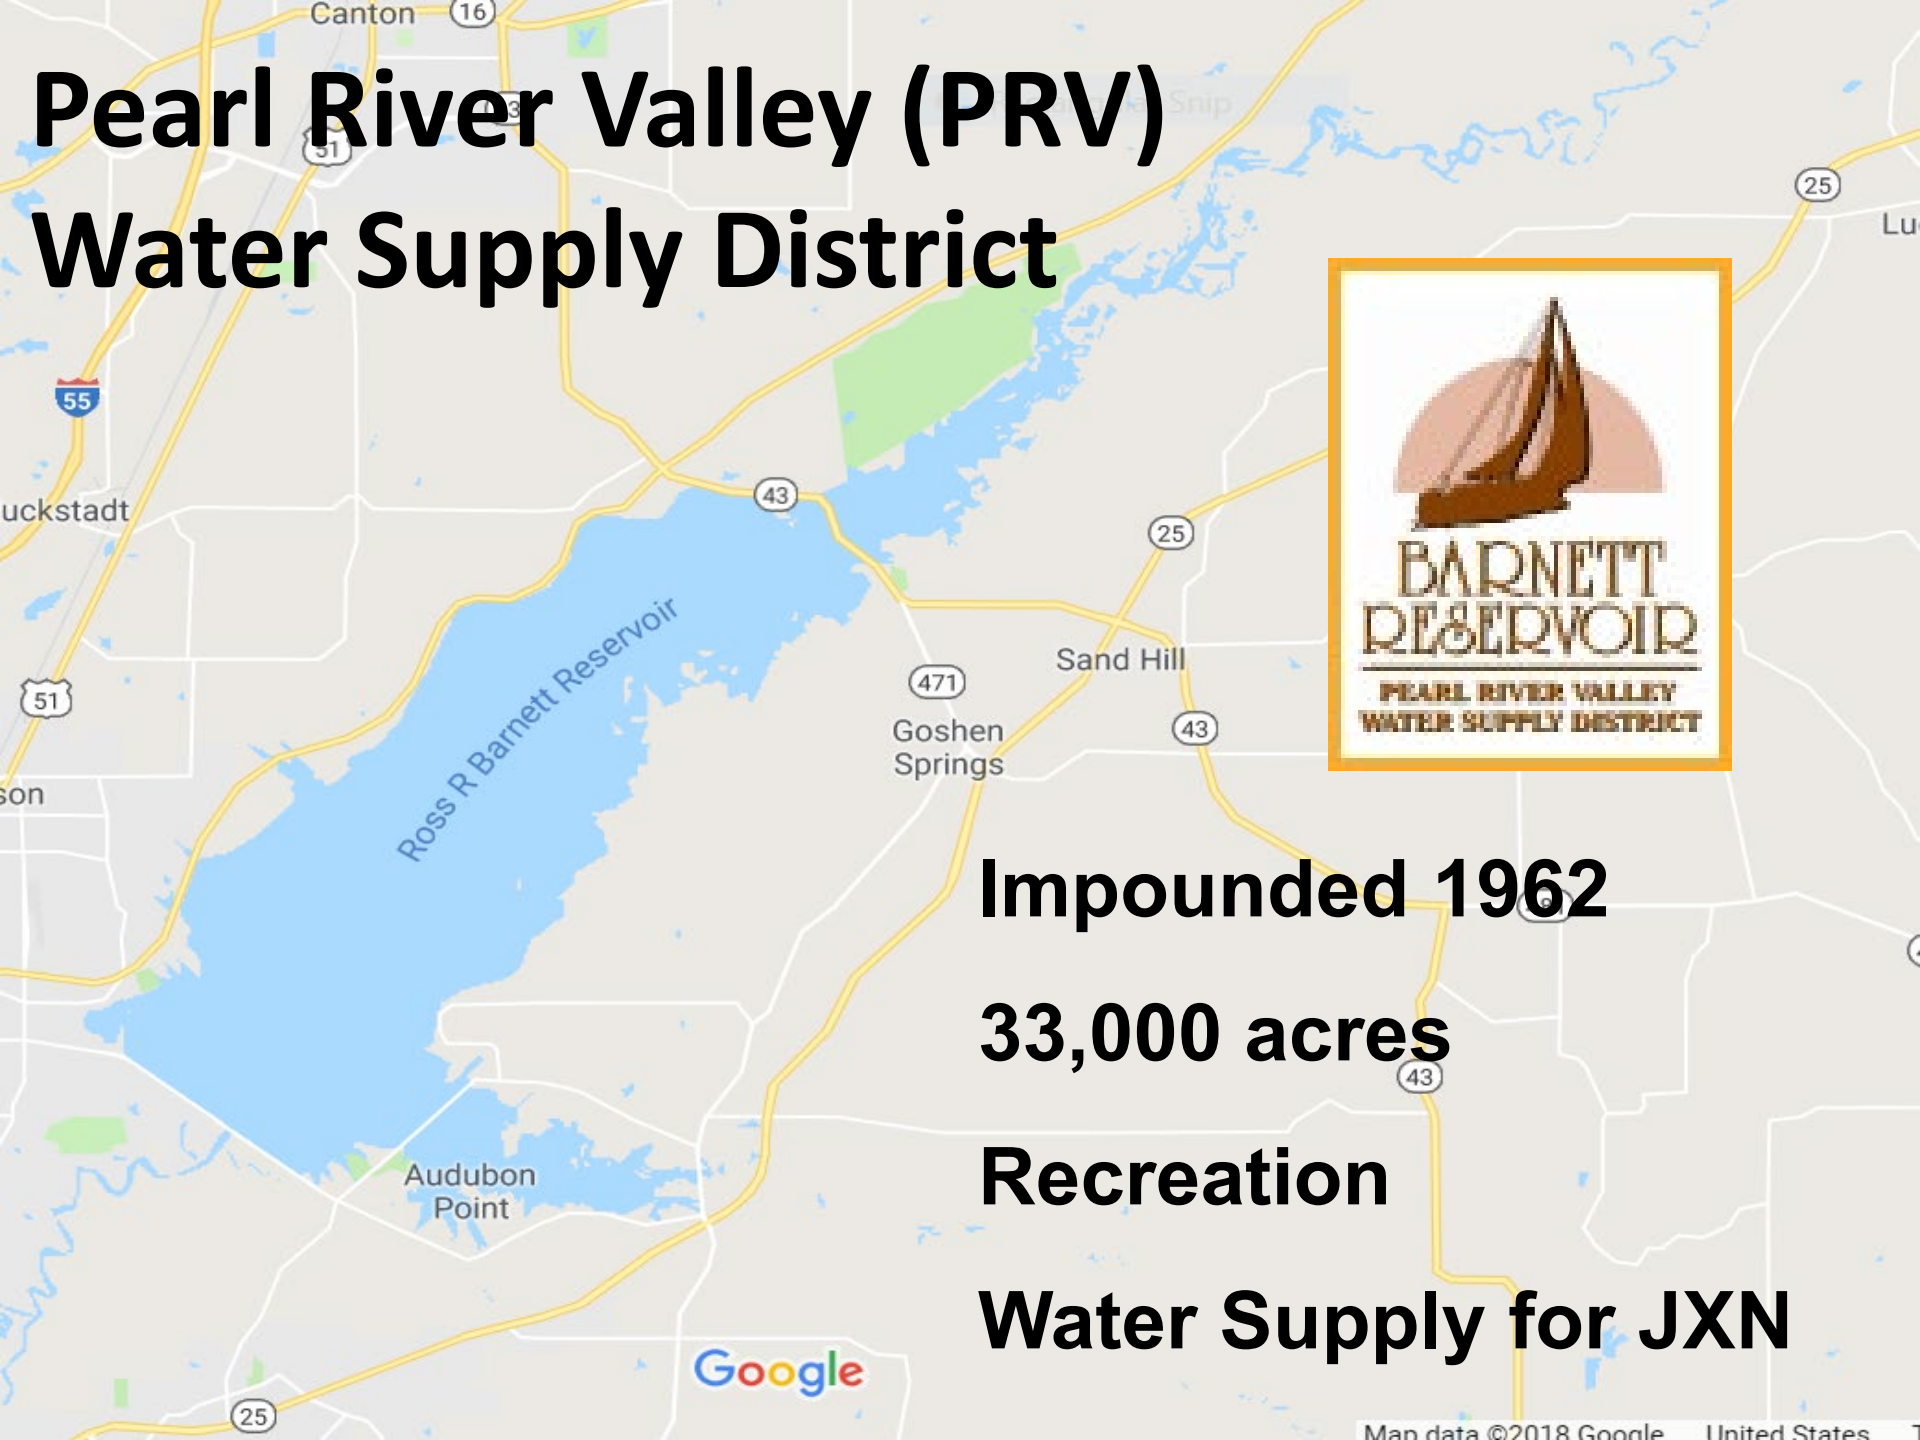 Canton
16
Pearl River Valley (PRV)
51
Snip
25
Water Supply District
55
uckstadt
43
25
BARNETT
RESERVOIR
PEARL RIVER VALLEY
WATER SUPPLY DISTRICT
Ross R Barnett Reservoir
Sand Hill
471
51
Goshen
Springs
43
son
Impounded 1962
33,000 acres
43
Recreation
Audubon
Point
Water Supply for JXN
Google
25
Map data ©2018 Google United States